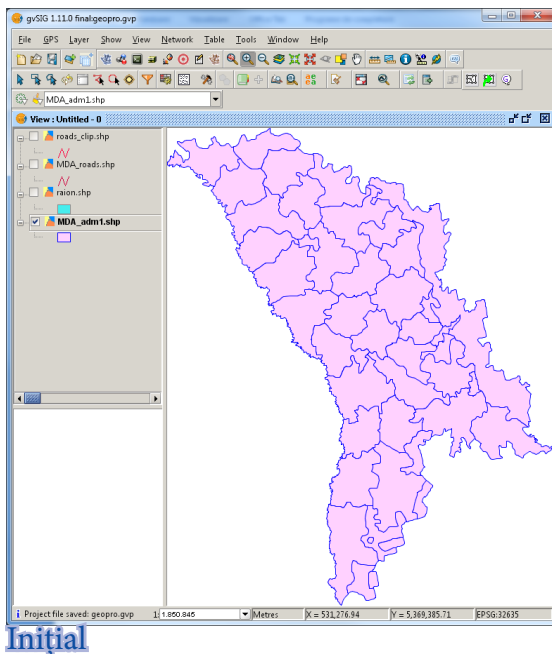 gvSIG 1.11.0 final:geopro.gvp
File GPS Layer Show View Network Table Tools Window Help
MDA_adm1.shp
View : Untitled - 0
roads_clip.shp
MDA_roads.shp
raion.shp
MDA_adm1.shp
Project file saved: geopro.gvp 1: 1.850.845 Metres X = 531,276.94 Y = 5,369,385.71 EPSG:32635
Inițial